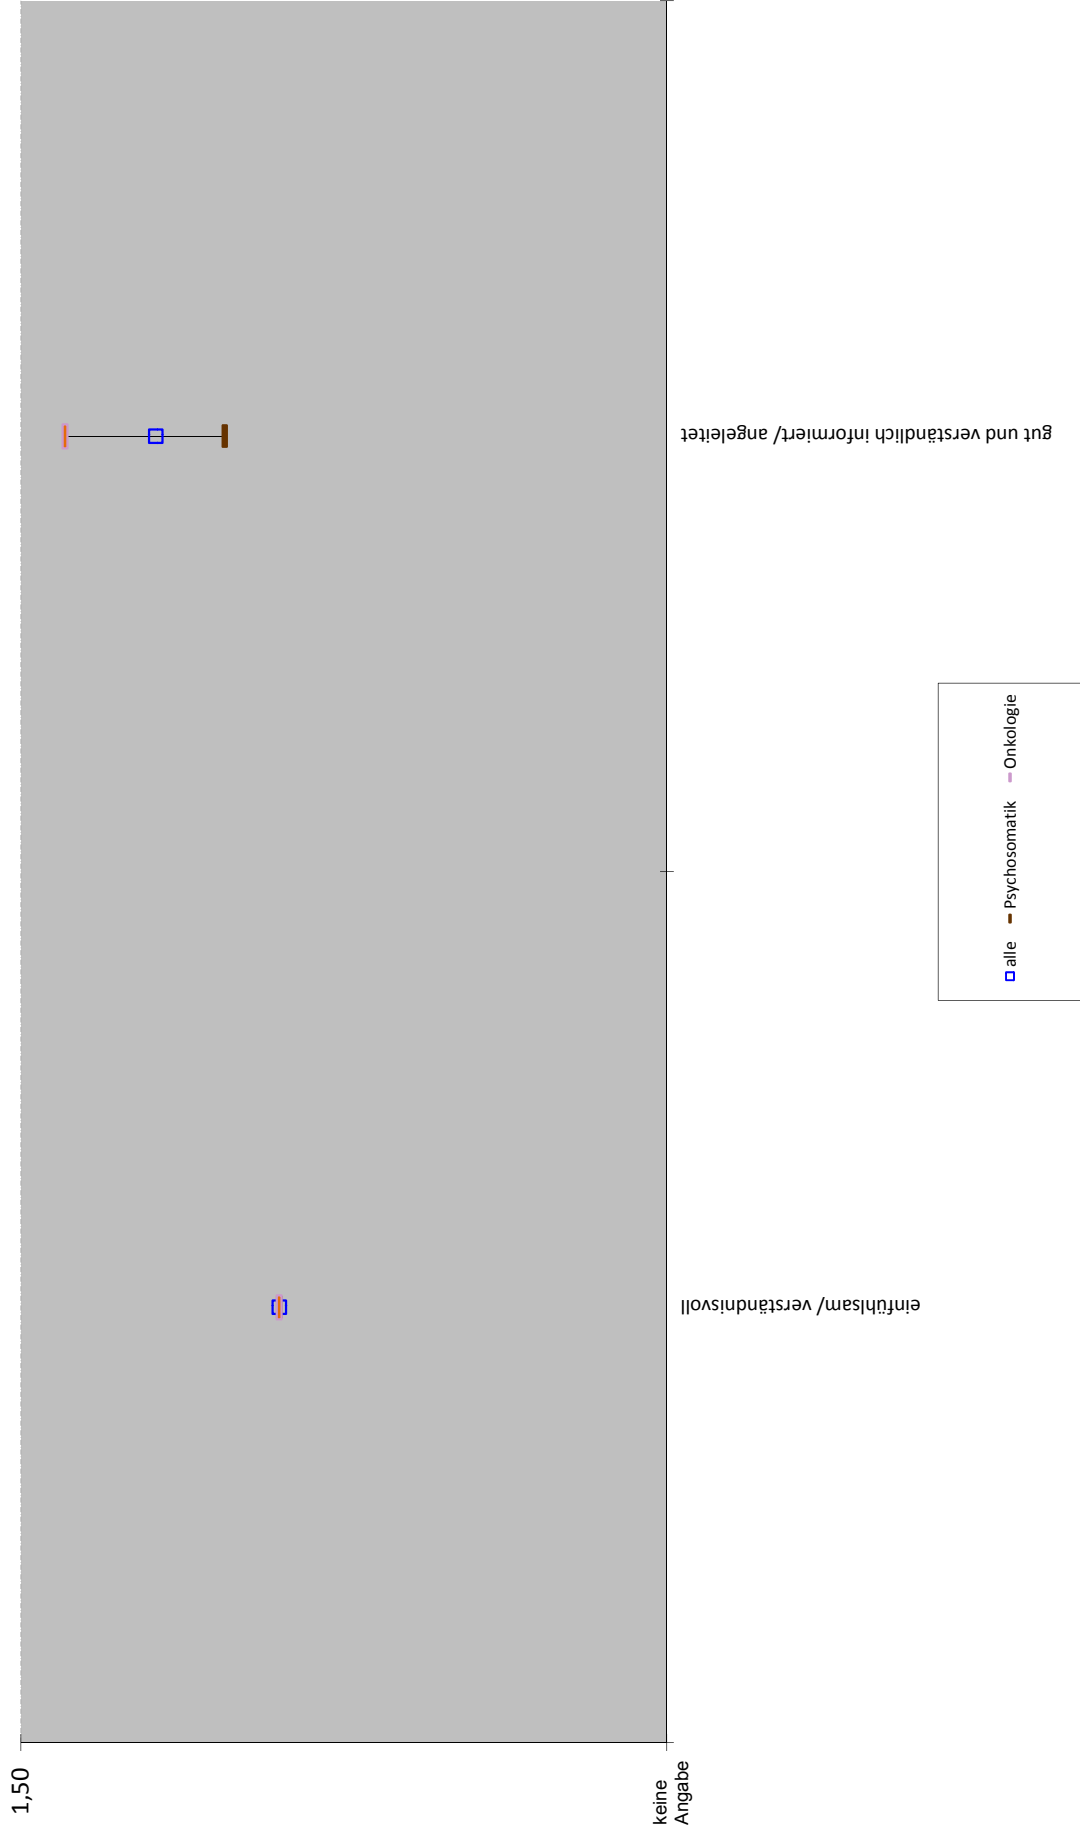 1,50
keine
Angabe
einfühlsam/ verständnisvoll
gut und verständlich informiert/ angeleitet
alle
Psychosomatik
Onkologie